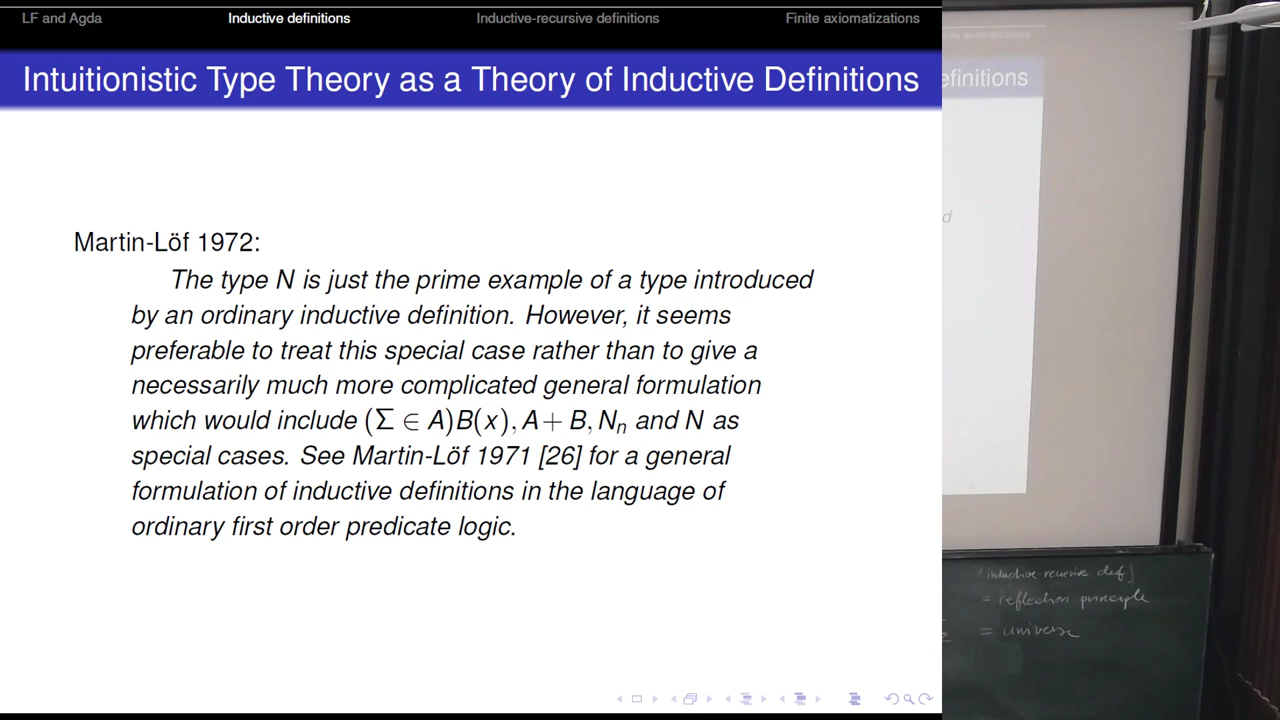 LF and Agda Inductive definitions Inductive-recursive definitions Finite axiomatizations
Intuitionistic Type Theory as a Theory of Inductive Definitions
Martin-Löf 1972:
The type N is just the prime example of a type introduced
by an ordinary inductive definition. However, it seems
preferable to treat this special case rather than to give a
necessarily much more complicated general formulation
which would include (Σ ∈ A)B(x), A + B, Nₙ and N as
special cases. See Martin-Löf 1971 [26] for a general
formulation of inductive definitions in the language of
ordinary first order predicate logic.
efinitions
d
inductive-recursive def
= reflection principle
= universe